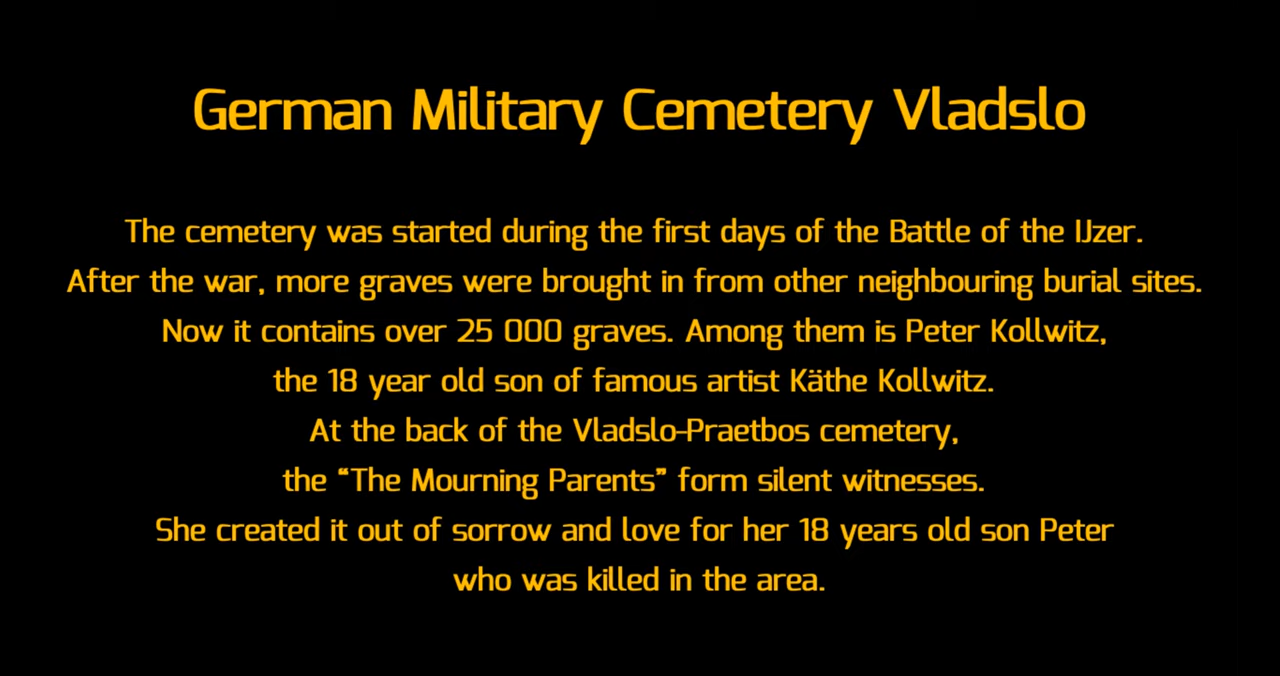 German Military Cemetery Vladslo
The cemetery was started during the first days of the Battle of the IJzer.
After the war, more graves were brought in from other neighbouring burial sites.
Now it contains over 25 000 graves. Among them is Peter Kollwitz,
the 18 year old son of famous artist Käthe Kollwitz.
At the back of the Vladslo-Praetbos cemetery,
the “The Mourning Parents” form silent witnesses.
She created it out of sorrow and love for her 18 years old son Peter
who was killed in the area.